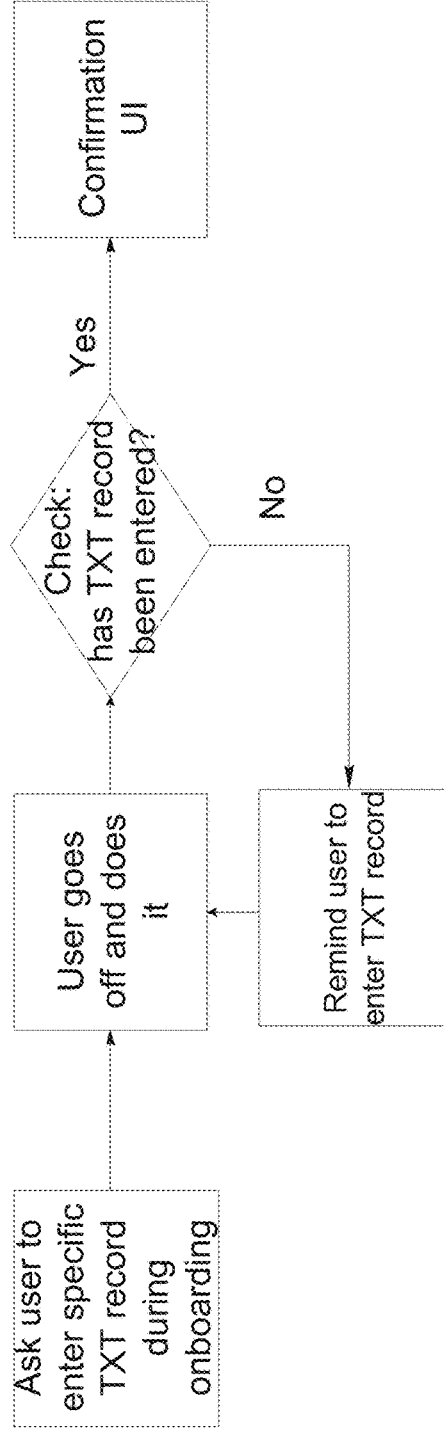 Ask user to
enter specific
TXT record
during
onboarding
User goes
off and does
it
Check:
has TXT record
been entered?
Yes
Confirmation
UI
No
Remind user to
enter TXT record